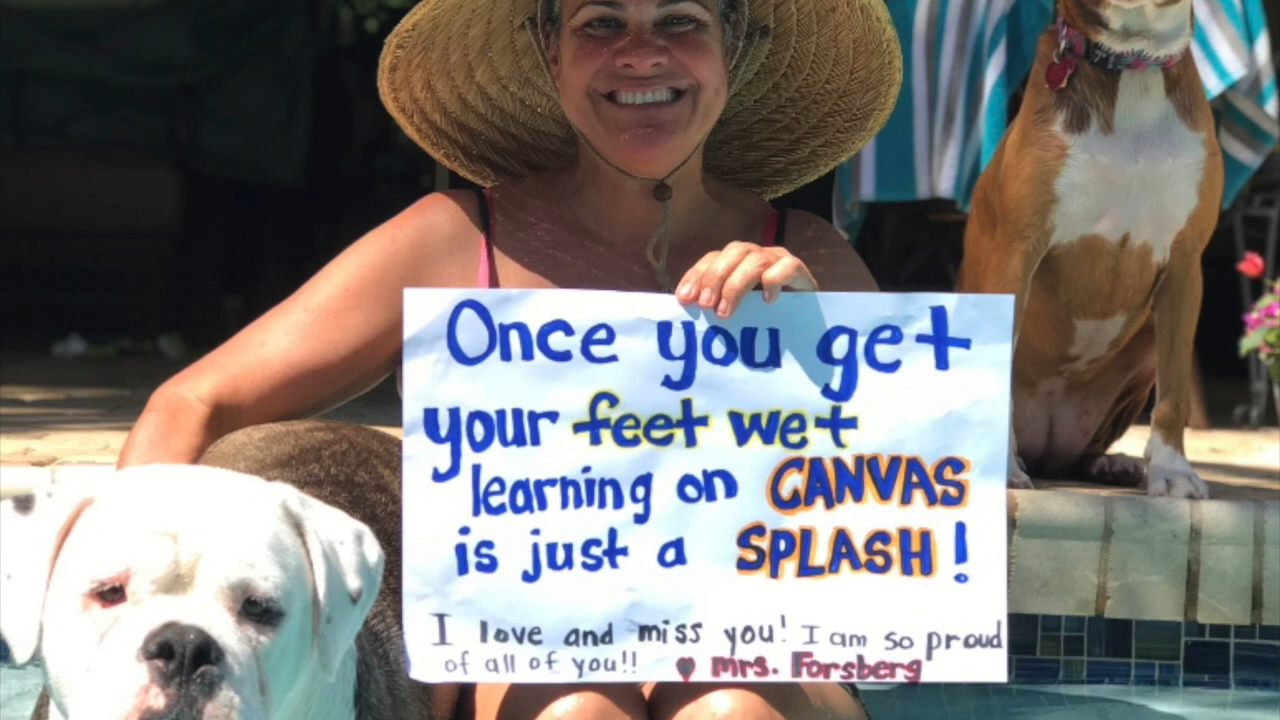 Once you get
your feet wet
learning on CANVAS
is just a SPLASH!
I love and miss you! I am so proud
of all of you!! ♥ mrs. Forsberg